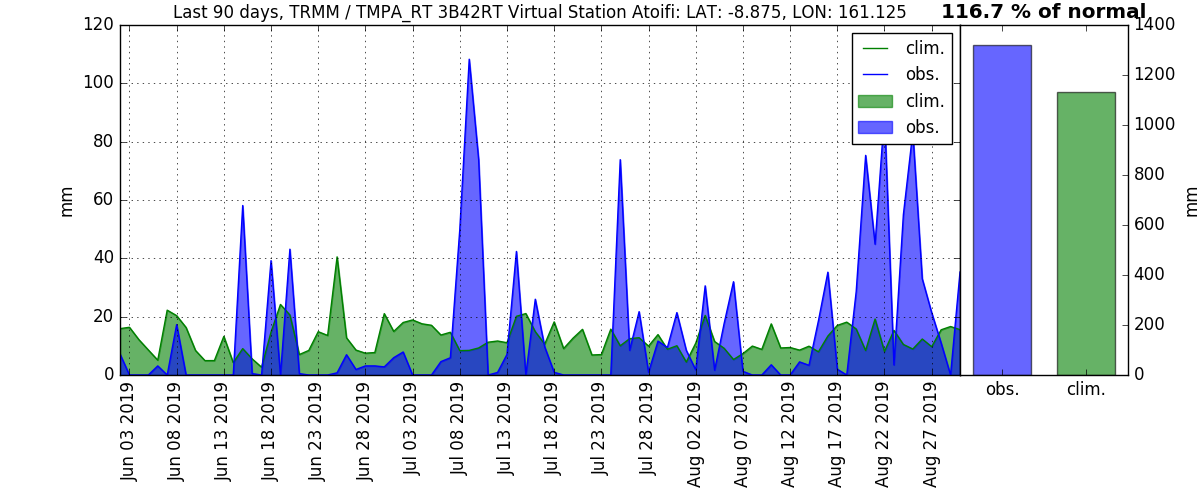 Last 90 days, TRMM / TMPA_RT 3B42RT Virtual Station Atoifi: LAT: -8.875, LON: 161.125
116.7 % of normal
120
100
80
60
40
20
0
mm
clim.
obs.
clim.
obs.
1400
1200
1000
800
600
400
200
0
mm
Jun 03 2019
Jun 08 2019
Jun 13 2019
Jun 18 2019
Jun 23 2019
Jun 28 2019
Jul 03 2019
Jul 08 2019
Jul 13 2019
Jul 18 2019
Jul 23 2019
Jul 28 2019
Aug 02 2019
Aug 07 2019
Aug 12 2019
Aug 17 2019
Aug 22 2019
Aug 27 2019
obs.
clim.